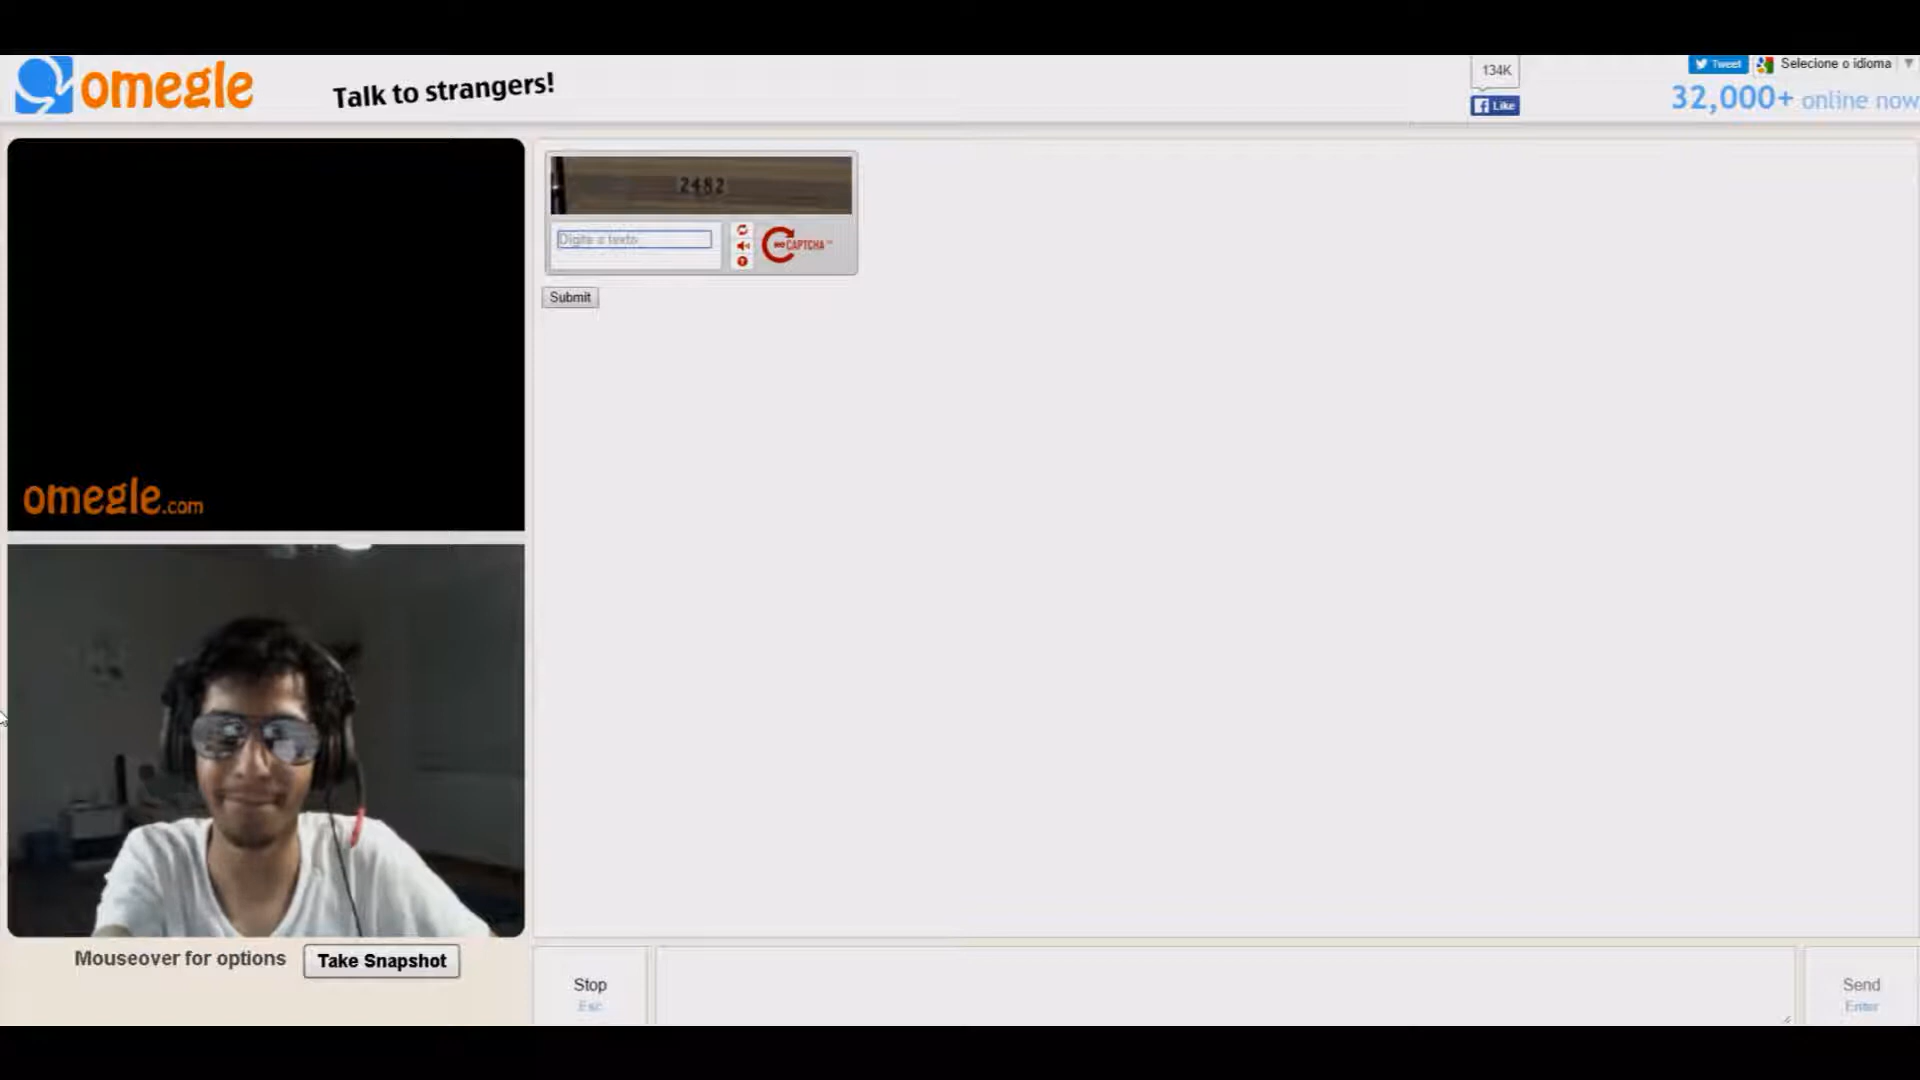 omegle
Talk to strangers!
134K
Like
Tweet
Selecione o idioma
32,000+ online now
2482
Digite o texto
CAPTCHA
Submit
omegle.com
Mouseover for options
Take Snapshot
Stop
Esc
Send
Enter